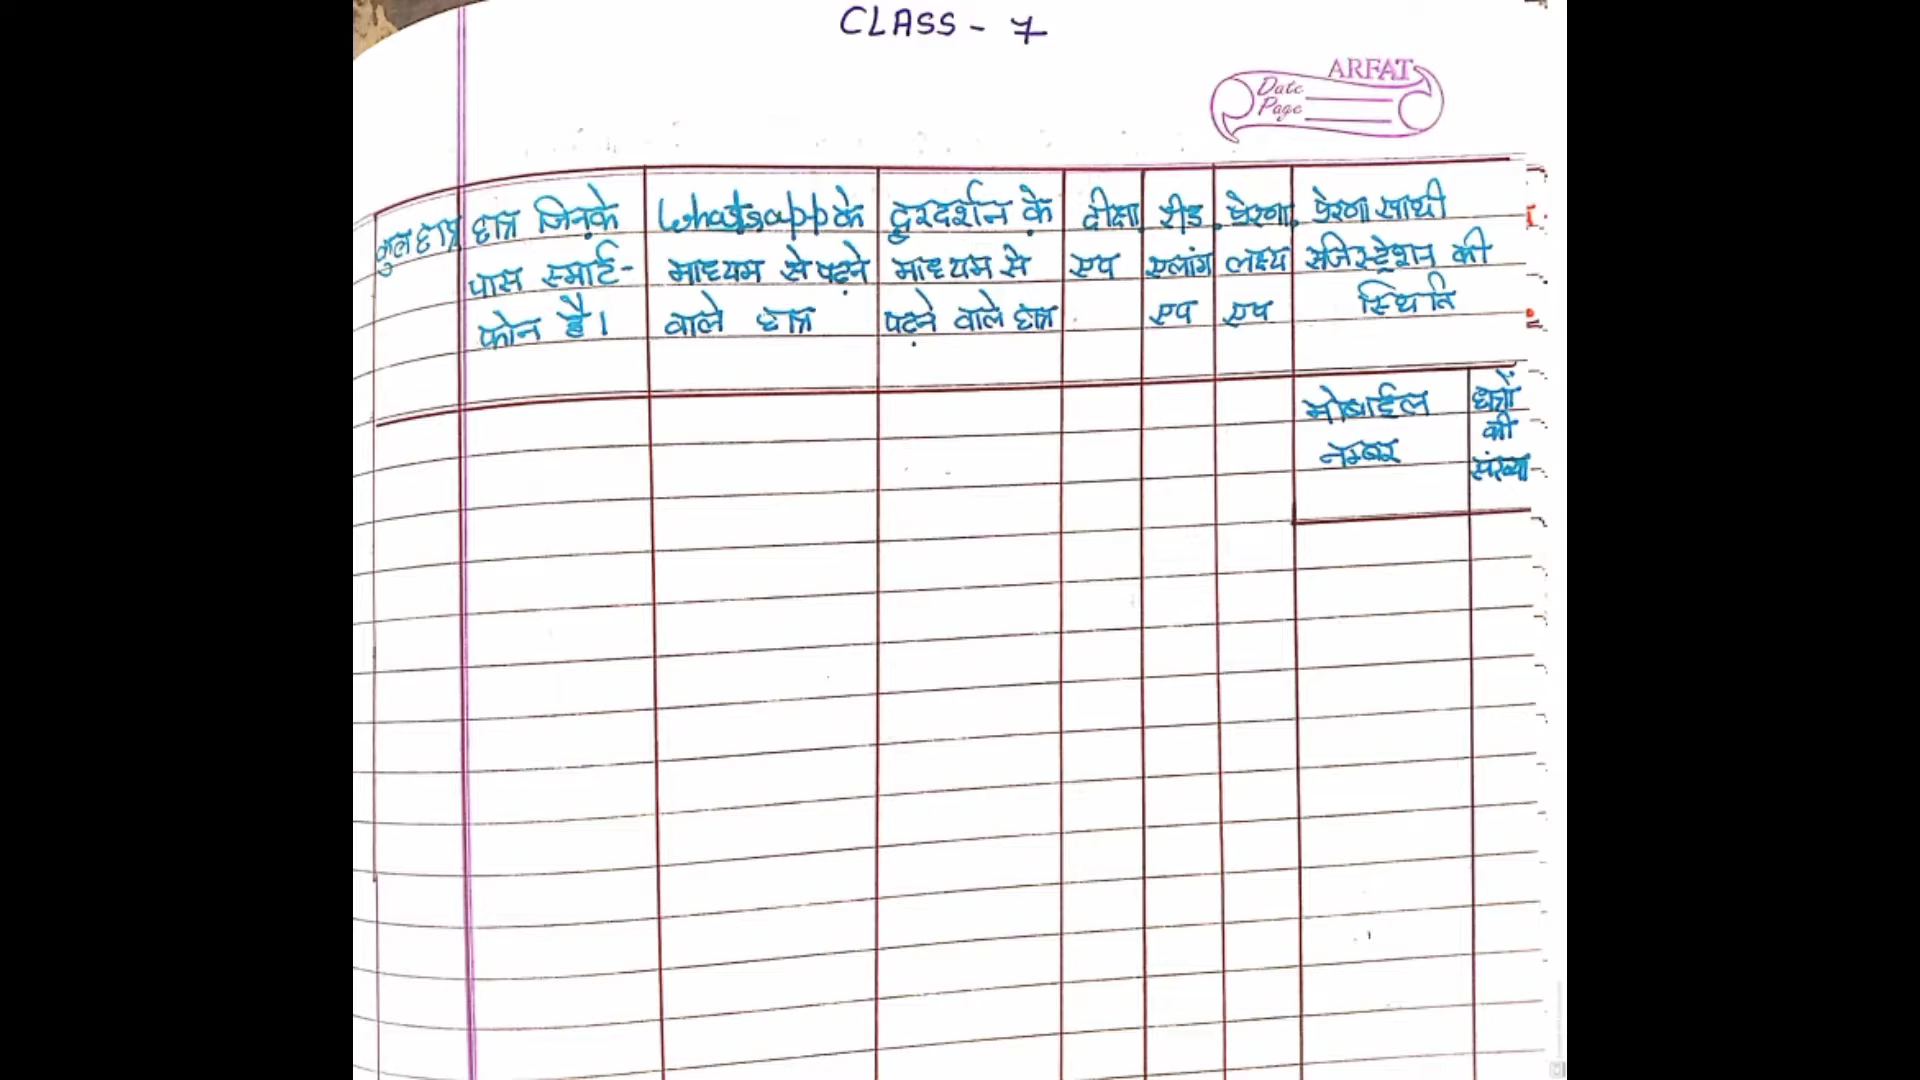 CLASS - 7
ARFAT
Date
Page
कुल छात्र
छात्र जिनके
पास स्मार्ट-
फोन है।
Whatsapp के
माध्यम से पढ़ने
वाले छात्र
दूरदर्शन के
माध्यम से
पढ़ने वाले छात्र
दीक्षा
एप
रीड
एलांग
एप
प्रेरणा
लक्ष्य
एप
प्रेरणा साथी
रजिस्ट्रेशन की
स्थिति
मोबाईल
नम्बर
छात्रों
की
संख्या